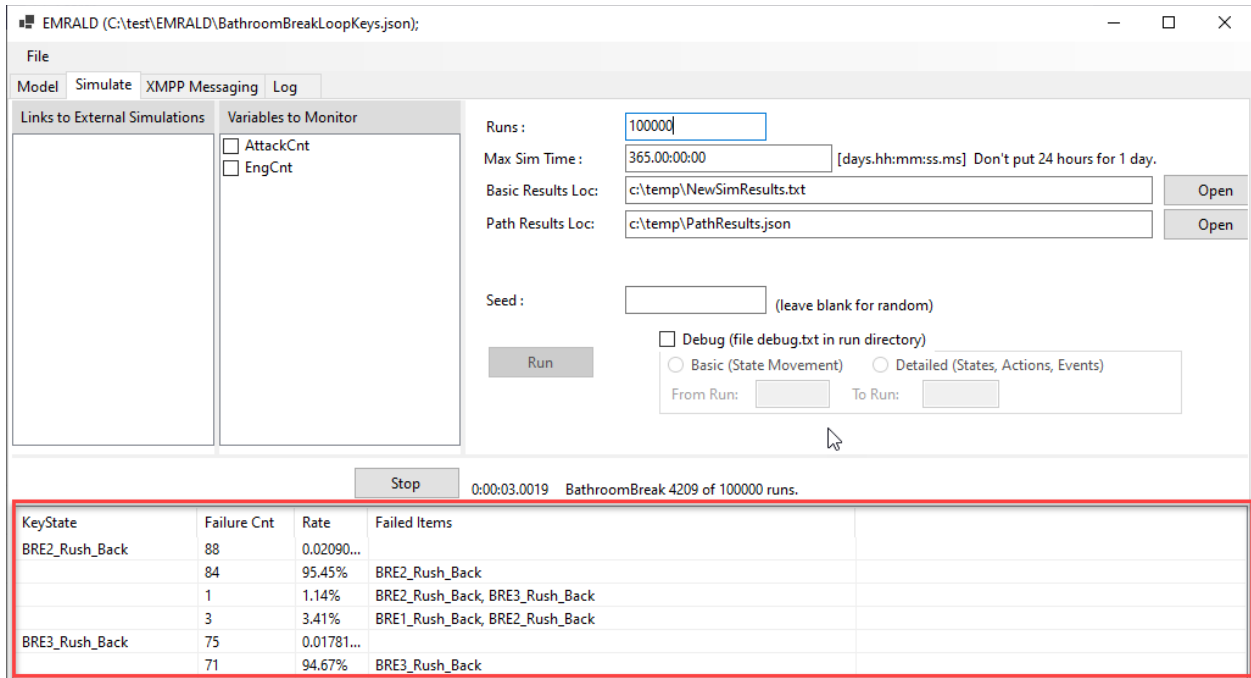 EMRALD (C:\test\EMRALD\BathroomBreakLoopKeys.json);
File
Model Simulate XMPP Messaging Log
Links to External Simulations Variables to Monitor
AttackCnt
EngCnt
Runs : 100000
Max Sim Time : 365.00:00:00 [days.hh:mm:ss.ms] Don't put 24 hours for 1 day.
Basic Results Loc: c:\temp\NewSimResults.txt Open
Path Results Loc: c:\temp\PathResults.json Open
Seed : (leave blank for random)
Debug (file debug.txt in run directory)
Run Basic (State Movement) Detailed (States, Actions, Events)
From Run: To Run:
Stop 0:00:03.0019 BathroomBreak 4209 of 100000 runs.
KeyState Failure Cnt Rate Failed Items
BRE2_Rush_Back 88 0.02090...
84 95.45% BRE2_Rush_Back
1 1.14% BRE2_Rush_Back, BRE3_Rush_Back
3 3.41% BRE1_Rush_Back, BRE2_Rush_Back
BRE3_Rush_Back 75 0.01781...
71 94.67% BRE3_Rush_Back